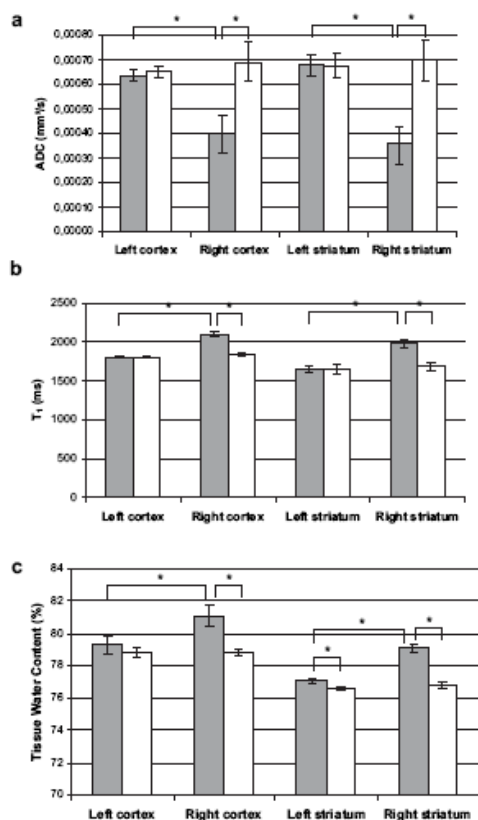 a
* * * *
0,00080
0,00070
0,00060
0,00050
0,00040
0,00030
0,00020
0,00010
0,00000
ADC (mm²/s)
Left cortex Right cortex Left striatum Right striatum
b
* * * *
2500
2000
1500
1000
500
0
T₁ (ms)
Left cortex Right cortex Left striatum Right striatum
c
* * * * *
84
82
80
78
76
74
72
70
Tissue Water Content (%)
Left cortex Right cortex Left striatum Right striatum